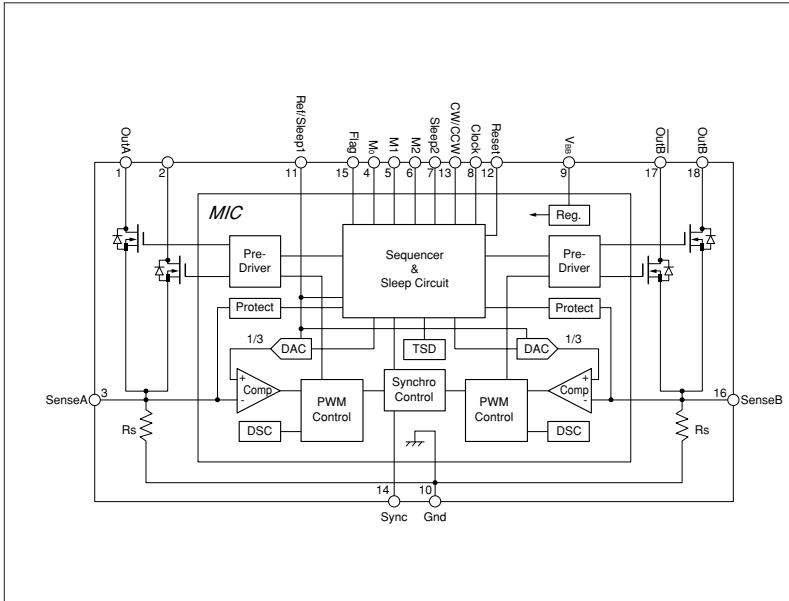 OutA
Ref/Sleep1
Flag
M0
M1
M2
Sleep2
CW/CCW
Clock
Reset
VBB
OutB
OutB
1
2
11
15
4
5
6
7
13
8
12
9
17
18
MIC
Reg.
Pre-
Driver
Sequencer
&
Sleep Circuit
Pre-
Driver
Protect
Protect
1/3
DAC
TSD
DAC
1/3
SenseA
3
+
Comp
-
PWM
Control
Synchro
Control
PWM
Control
+
Comp
-
16
SenseB
Rs
DSC
DSC
Rs
14
10
Sync
Gnd